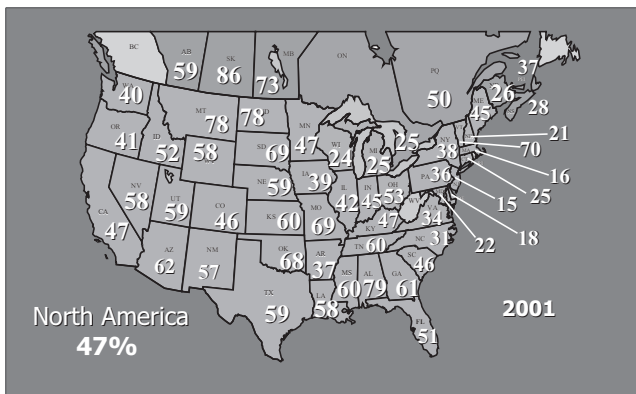 BC
AB
59
SK
86
MB
73
ON
PQ
50
37
26
28
ME
45
40
MT
78
78
ND
MN
47
WI
24
MI
25
25
NY
38
21
70
16
OR
41
ID
52
58
SD
69
IA
39
PA
36
25
15
NV
58
UT
59
CO
46
NE
59
IL
42
IN
45
OH
53
WV
VA
34
18
22
CA
47
KS
60
MO
69
KY
47
NC
31
AZ
62
NM
57
OK
68
AR
37
TN
60
SC
46
TX
59
LA
58
MS
60
AL
79
GA
61
FL
51
North America
47%
2001